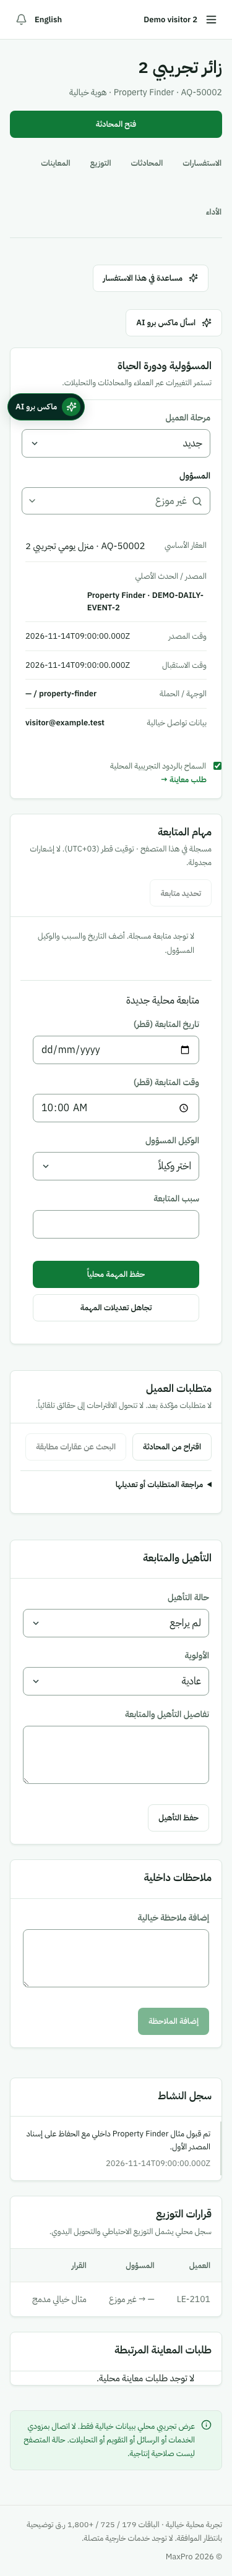 Demo visitor 2
English
زائر تجريبي 2
Property Finder · AQ-50002 · هوية خيالية
فتح المحادثة
الاستفسارات
المحادثات
التوزيع
المعاينات
الأداء
مساعدة في هذا الاستفسار
اسأل ماكس برو AI
المسؤولية ودورة الحياة
تستمر التغييرات عبر العملاء والمحادثات والتحليلات.
ماكس برو AI
مرحلة العميل
جديد
المسؤول
غير موزع
العقار الأساسي
AQ-50002 · منزل يومي تجريبي 2
المصدر / الحدث الأصلي
Property Finder · DEMO-DAILY-
EVENT-2
وقت المصدر
2026-11-14T09:00:00.000Z
وقت الاستقبال
2026-11-14T09:00:00.000Z
الوجهة / الحملة
property-finder / —
بيانات تواصل خيالية
visitor@example.test
السماح بالردود التجريبية المحلية
طلب معاينة →
مهام المتابعة
مسجلة في هذا المتصفح · توقيت قطر (UTC+03). لا إشعارات
مجدولة.
تحديد متابعة
لا توجد متابعة مسجلة. أضف التاريخ والسبب والوكيل
المسؤول.
متابعة محلية جديدة
تاريخ المتابعة (قطر)
dd/mm/yyyy
وقت المتابعة (قطر)
10:00 AM
الوكيل المسؤول
اختر وكيلاً
سبب المتابعة
حفظ المهمة محلياً
تجاهل تعديلات المهمة
متطلبات العميل
لا متطلبات مؤكدة بعد. لا تتحول الاقتراحات إلى حقائق تلقائياً.
اقتراح من المحادثة
البحث عن عقارات مطابقة
مراجعة المتطلبات أو تعديلها
التأهيل والمتابعة
حالة التأهيل
لم يراجع
الأولوية
عادية
تفاصيل التأهيل والمتابعة
حفظ التأهيل
ملاحظات داخلية
إضافة ملاحظة خيالية
إضافة الملاحظة
سجل النشاط
تم قبول مثال Property Finder داخلي مع الحفاظ على إسناد
المصدر الأول.
2026-11-14T09:00:00.000Z
قرارات التوزيع
سجل محلي يشمل التوزيع الاحتياطي والتحويل اليدوي.
العميل
المسؤول
القرار
LE-2101
— → غير موزع
مثال خيالي مدمج
طلبات المعاينة المرتبطة
لا توجد طلبات معاينة محلية.
عرض تجريبي محلي ببيانات خيالية فقط. لا اتصال بمزودي
الخدمات أو الرسائل أو التقويم أو التحليلات. حالة المتصفح
ليست صلاحية إنتاجية.
تجربة محلية خيالية · الباقات 179 / 725 / +1,800 ر.ق توضيحية
بانتظار الموافقة. لا توجد خدمات خارجية متصلة.
MaxPro 2026 ©